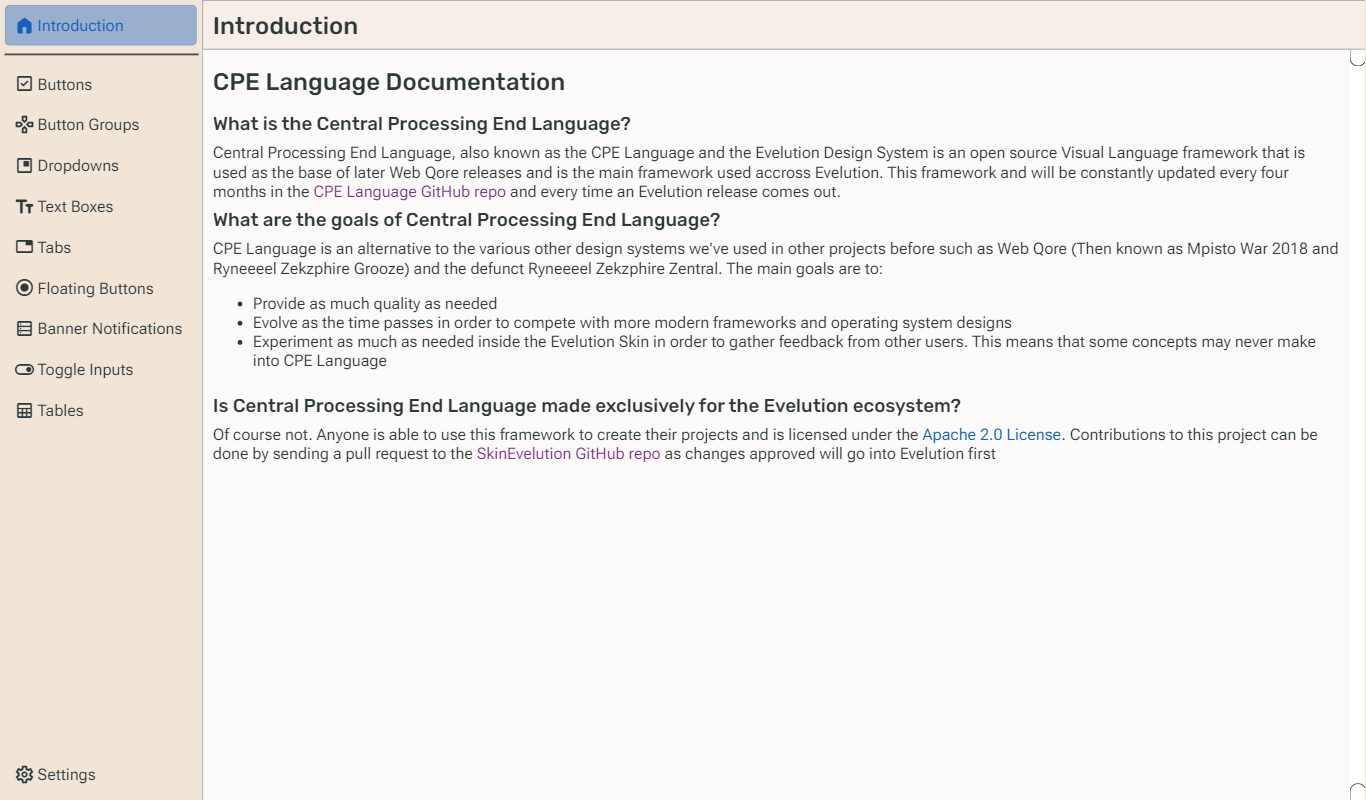 Introduction
Buttons
Button Groups
Dropdowns
Text Boxes
Tabs
Floating Buttons
Banner Notifications
Toggle Inputs
Tables
Settings
Introduction
CPE Language Documentation
What is the Central Processing End Language?
Central Processing End Language, also known as the CPE Language and the Evelution Design System is an open source Visual Language framework that is
used as the base of later Web Qore releases and is the main framework used accross Evelution. This framework and will be constantly updated every four
months in the CPE Language GitHub repo and every time an Evelution release comes out.
What are the goals of Central Processing End Language?
CPE Language is an alternative to the various other design systems we've used in other projects before such as Web Qore (Then known as Mpisto War 2018 and
Ryneeeel Zekzphire Grooze) and the defunct Ryneeeel Zekzphire Zentral. The main goals are to:
• Provide as much quality as needed
• Evolve as the time passes in order to compete with more modern frameworks and operating system designs
• Experiment as much as needed inside the Evelution Skin in order to gather feedback from other users. This means that some concepts may never make
into CPE Language
Is Central Processing End Language made exclusively for the Evelution ecosystem?
Of course not. Anyone is able to use this framework to create their projects and is licensed under the Apache 2.0 License. Contributions to this project can be
done by sending a pull request to the SkinEvelution GitHub repo as changes approved will go into Evelution first